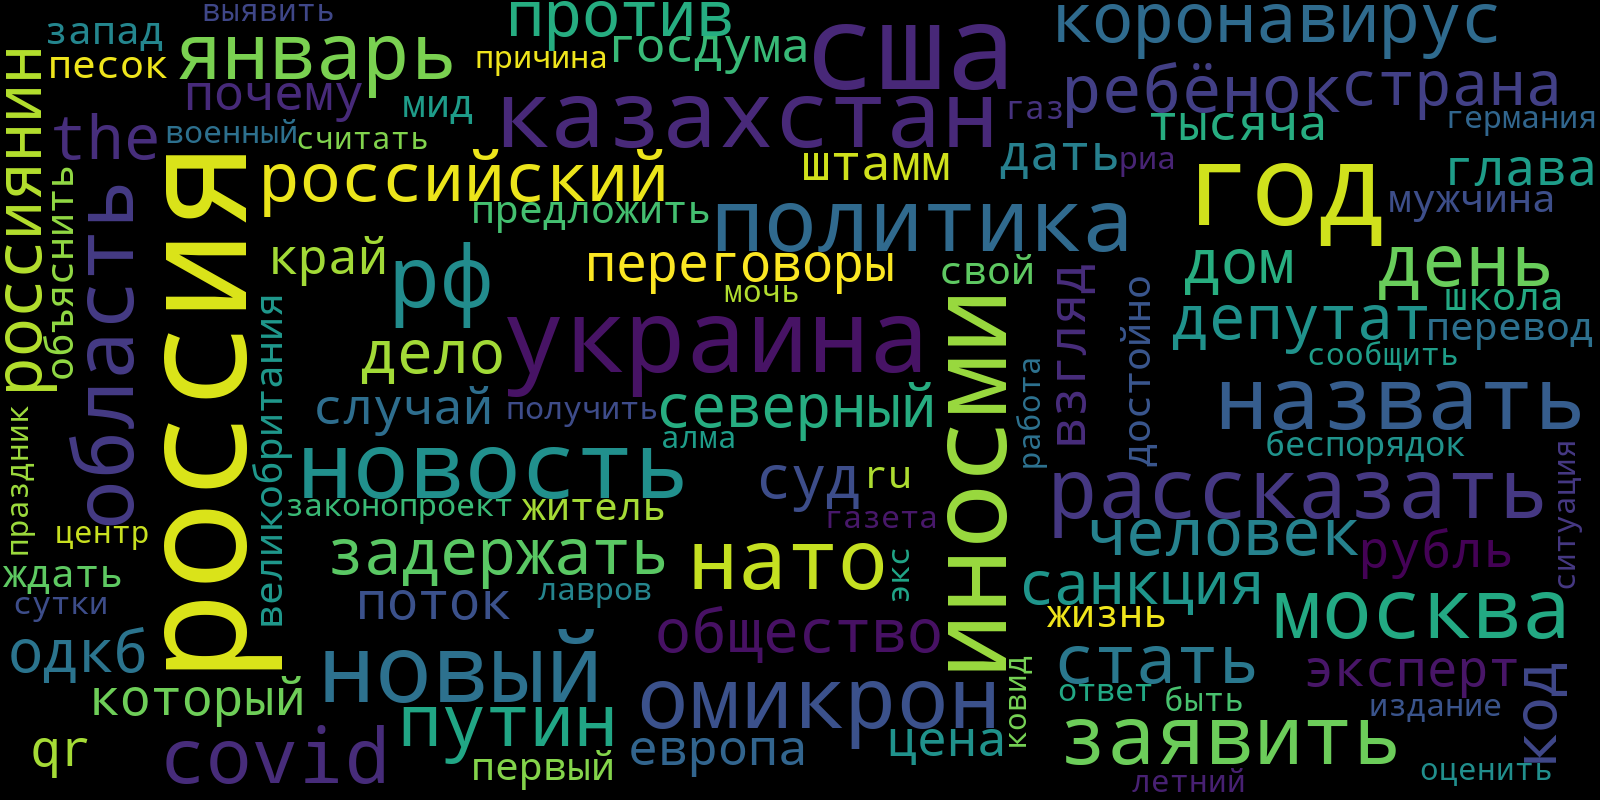 выявить
против
сша
коронавирус
запад
январь
причина
госдума
песок
почему
мид
казахстан
газ
ребёнок
страна
германия
the
военный
считать
тысяча
россиянин
российский
штамм
дать
риа
год
глава
мужчина
объяснить
область
россия
предложить
политика
край
рф
переговоры
свой
дом
день
мочь
школа
великобритания
дело
украина
иносми
взгляд
достойно
депутат
перевод
сообщить
случай
получить
северный
работа
назвать
праздник
алма
беспорядок
новость
суд
ru
рассказать
ситуация
законопроект
житель
газета
человек
центр
задержать
нато
экс
рубль
ждать
сутки
поток
лавров
санкция
жизнь
москва
одкб
общество
новый
стать
эксперт
который
омикрон
ковид
ответ
быть
издание
код
путин
qr
covid
первый
европа
цена
заявить
летний
оценить